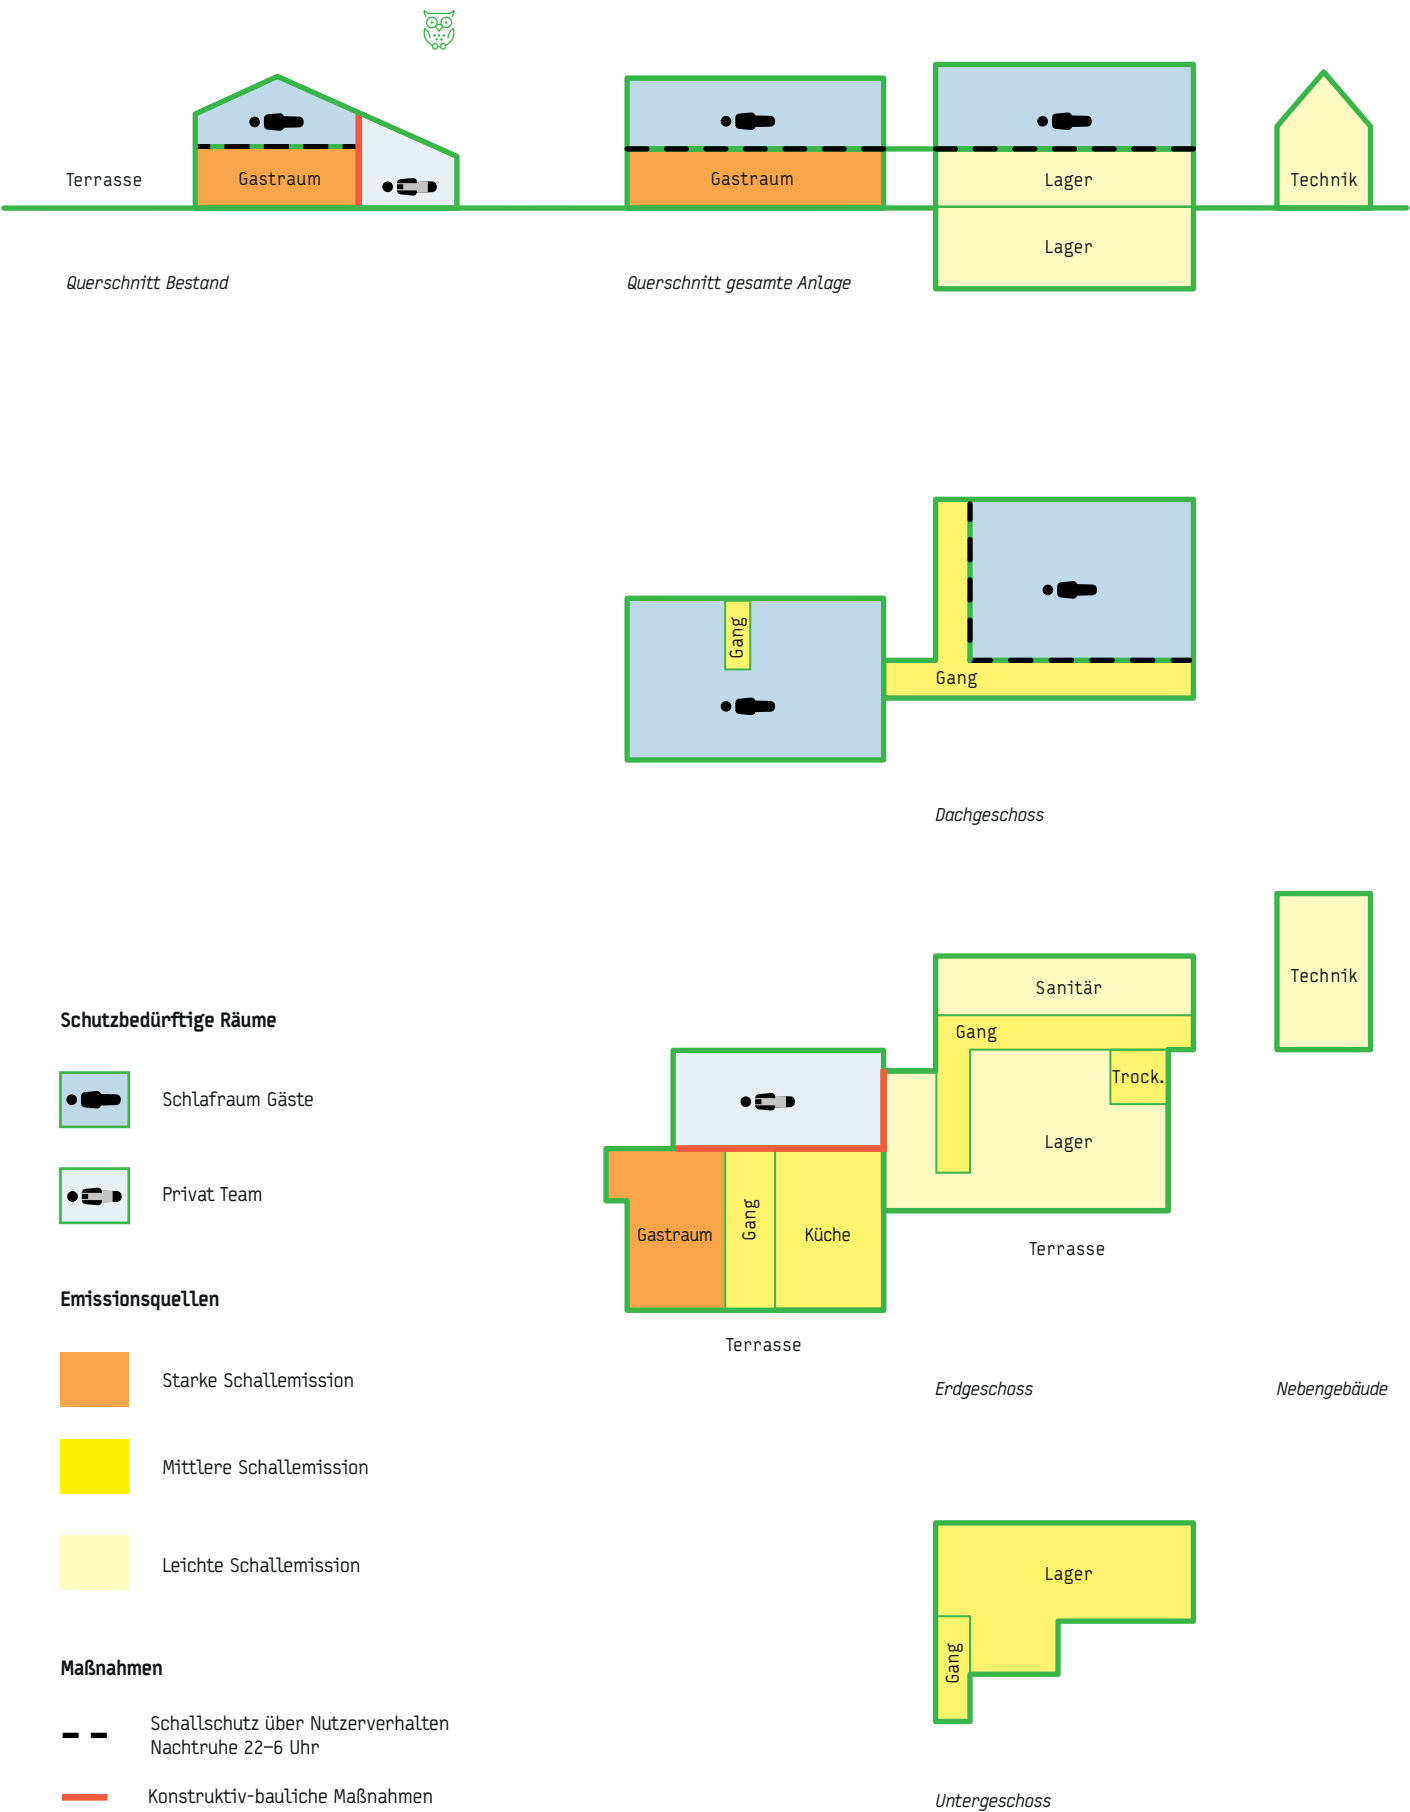 Terrasse
Gastraum
Gastraum
Lager
Technik
Lager
Querschnitt Bestand
Querschnitt gesamte Anlage
Gang
Gang
Dachgeschoss
Technik
Sanitär
Gang
Trock.
Lager
Gastraum
Gang
Küche
Terrasse
Terrasse
Erdgeschoss
Nebengebäude
Lager
Gang
Untergeschoss
Schutzbedürftige Räume
Schlafraum Gäste
Privat Team
Emissionsquellen
Starke Schallemission
Mittlere Schallemission
Leichte Schallemission
Maßnahmen
Schallschutz über Nutzerverhalten
Nachtruhe 22–6 Uhr
Konstruktiv-bauliche Maßnahmen